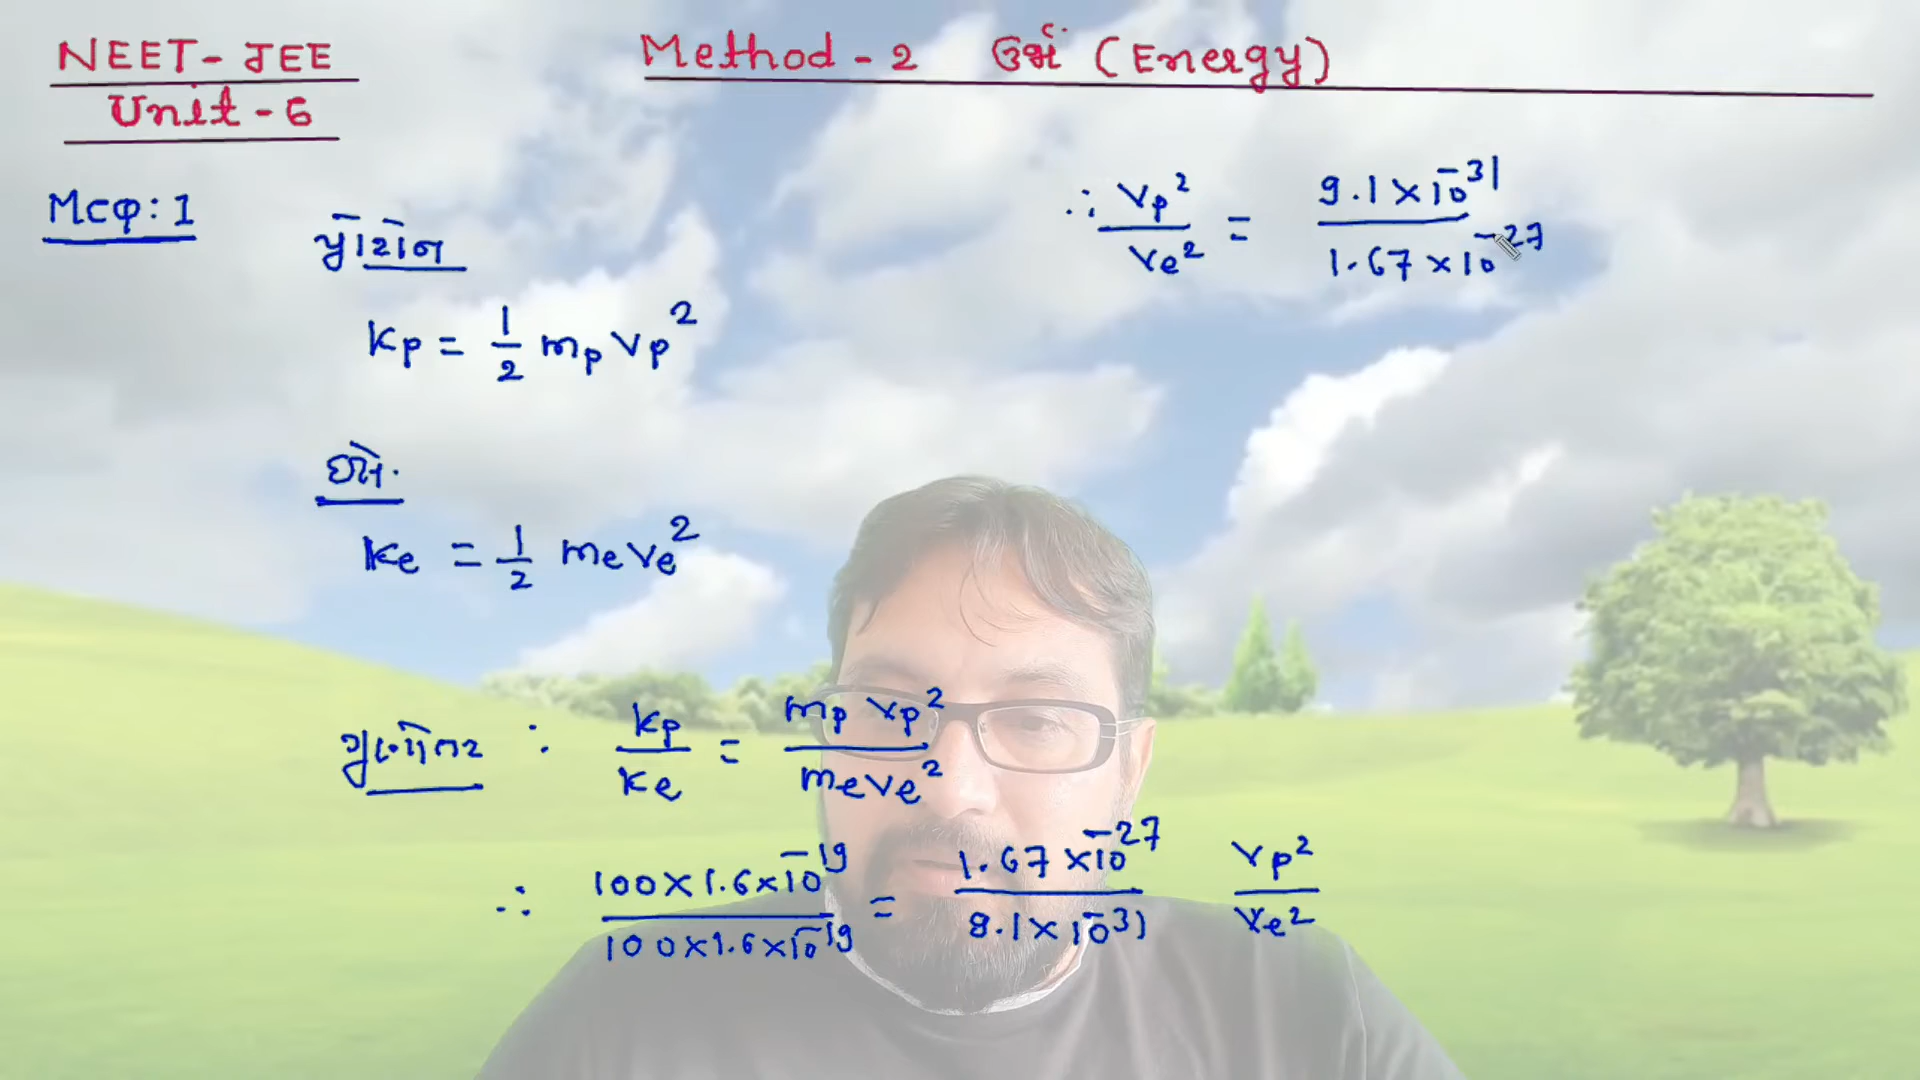 NEET - JEE
Unit - 6
Method - 2 ઉર્જા (Energy)
MCQ: 1
પ્રોટોન
Kp = 1/2 mp vp²
ઇલે.
Ke = 1/2 me ve²
ગુણોત્તર : Kp/Ke = mp vp²/me ve²
∴ 100 × 1.6 × 10⁻¹⁹/100 × 1.6 × 10⁻¹⁹ = 1.67 × 10⁻²⁷/9.1 × 10⁻³¹ vp²/ve²
∴ vp²/ve² = 9.1 × 10⁻³¹/1.67 × 10⁻²⁷